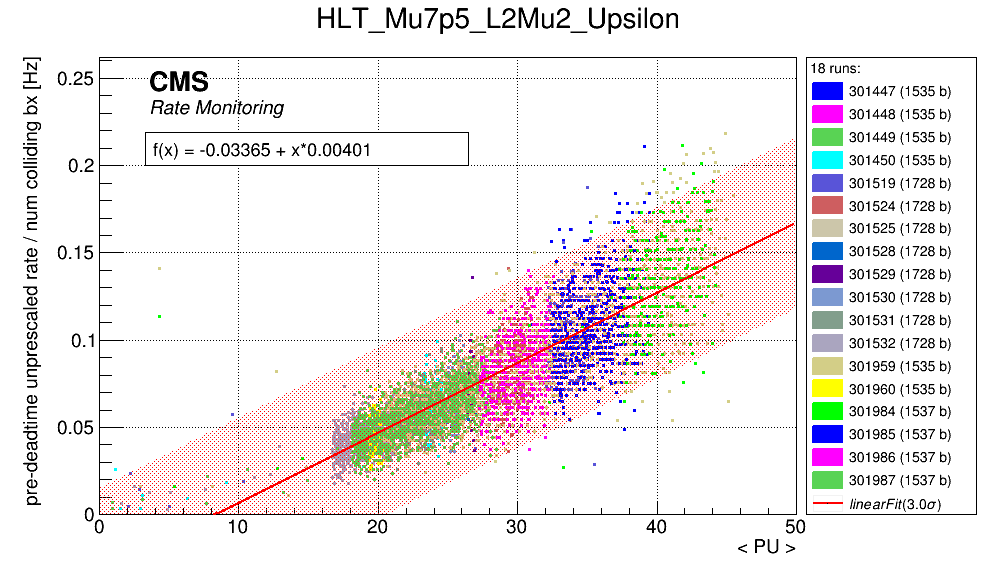 HLT_Mu7p5_L2Mu2_Upsilon
pre-deadtime unprescaled rate / num colliding bx [Hz]
0.25
0.2
0.15
0.1
0.05
0
CMS
Rate Monitoring
f(x) = -0.03365 + x*0.00401
0 10 20 30 40 50
< PU >
18 runs:
301447 (1535 b)
301448 (1535 b)
301449 (1535 b)
301450 (1535 b)
301519 (1728 b)
301524 (1728 b)
301525 (1728 b)
301528 (1728 b)
301529 (1728 b)
301530 (1728 b)
301531 (1728 b)
301532 (1728 b)
301959 (1535 b)
301960 (1535 b)
301984 (1537 b)
301985 (1537 b)
301986 (1537 b)
301987 (1537 b)
linearFit(3.0σ)